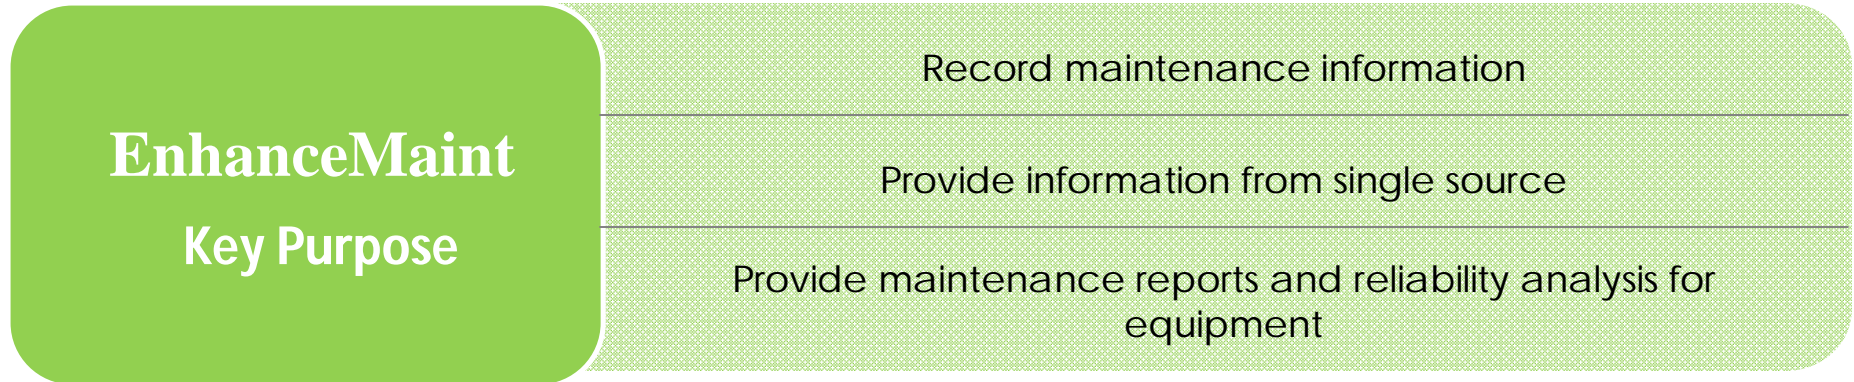 EnhanceMaint
Key Purpose
Record maintenance information
Provide information from single source
Provide maintenance reports and reliability analysis for
equipment